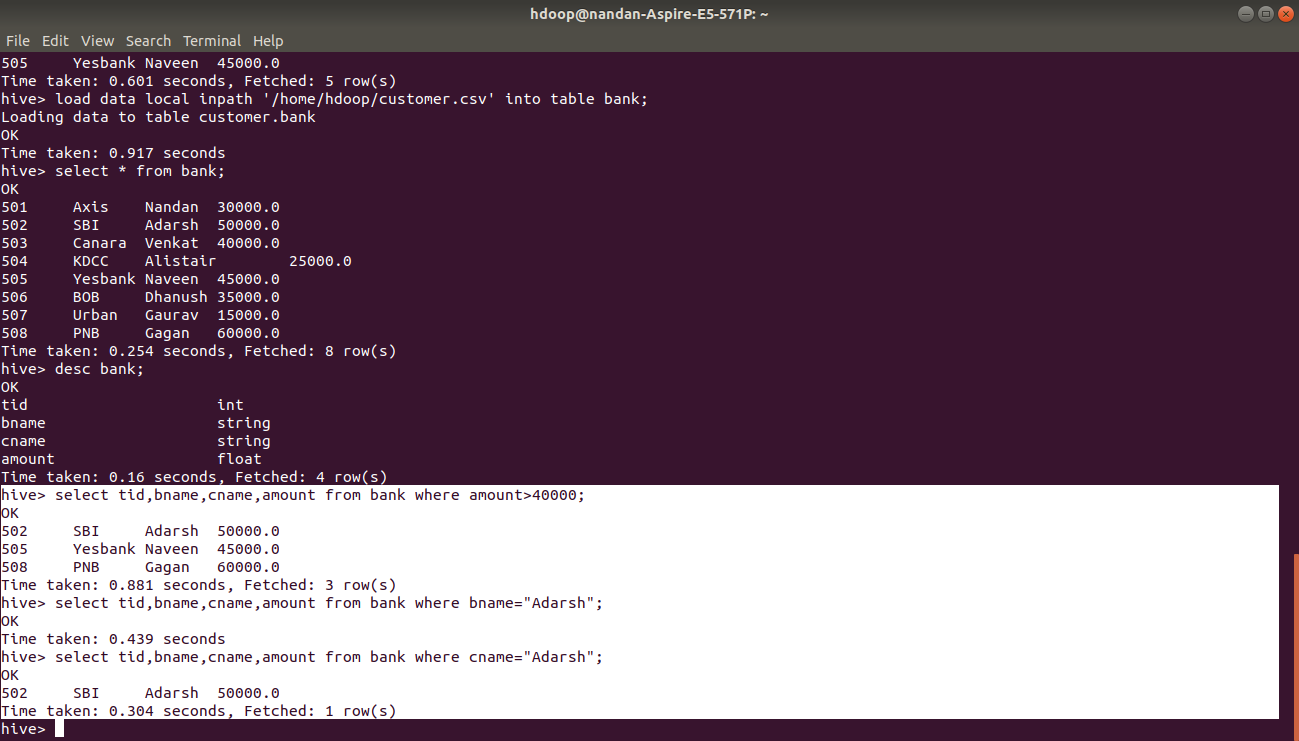 hdoop@nandan-Aspire-E5-571P: ~
File Edit View Search Terminal Help
505     Yesbank Naveen  45000.0
Time taken: 0.601 seconds, Fetched: 5 row(s)
hive> load data local inpath '/home/hdoop/customer.csv' into table bank;
Loading data to table customer.bank
OK
Time taken: 0.917 seconds
hive> select * from bank;
OK
501     Axis    Nandan  30000.0
502     SBI     Adarsh  50000.0
503     Canara  Venkat  40000.0
504     KDCC    Alistair        25000.0
505     Yesbank Naveen  45000.0
506     BOB     Dhanush 35000.0
507     Urban   Gaurav  15000.0
508     PNB     Gagan   60000.0
Time taken: 0.254 seconds, Fetched: 8 row(s)
hive> desc bank;
OK
tid                     int
bname                   string
cname                   string
amount                  float
Time taken: 0.16 seconds, Fetched: 4 row(s)
hive> select tid,bname,cname,amount from bank where amount>40000;
OK
502     SBI     Adarsh  50000.0
505     Yesbank Naveen  45000.0
508     PNB     Gagan   60000.0
Time taken: 0.881 seconds, Fetched: 3 row(s)
hive> select tid,bname,cname,amount from bank where bname="Adarsh";
OK
Time taken: 0.439 seconds
hive> select tid,bname,cname,amount from bank where cname="Adarsh";
OK
502     SBI     Adarsh  50000.0
Time taken: 0.304 seconds, Fetched: 1 row(s)
hive>